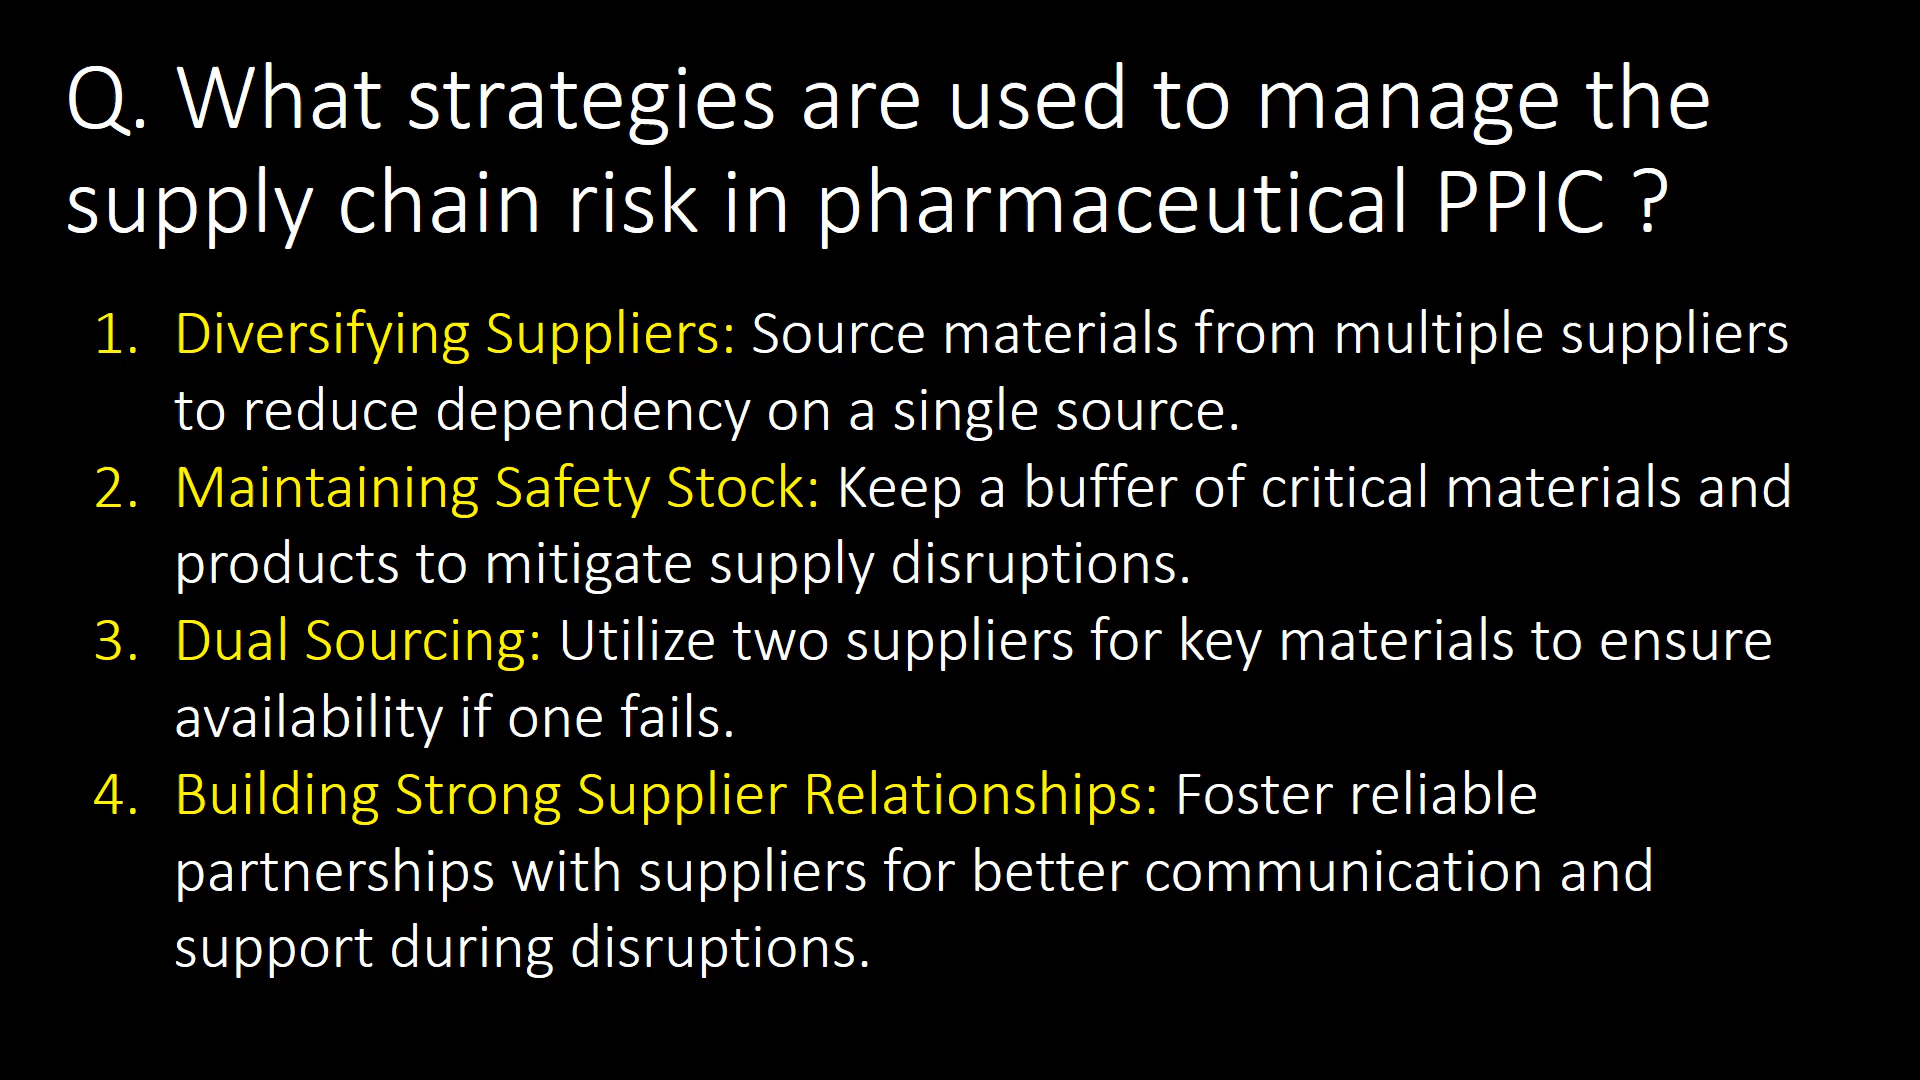 Q. What strategies are used to manage the
supply chain risk in pharmaceutical PPIC ?
1. Diversifying Suppliers: Source materials from multiple suppliers
to reduce dependency on a single source.
2. Maintaining Safety Stock: Keep a buffer of critical materials and
products to mitigate supply disruptions.
3. Dual Sourcing: Utilize two suppliers for key materials to ensure
availability if one fails.
4. Building Strong Supplier Relationships: Foster reliable
partnerships with suppliers for better communication and
support during disruptions.